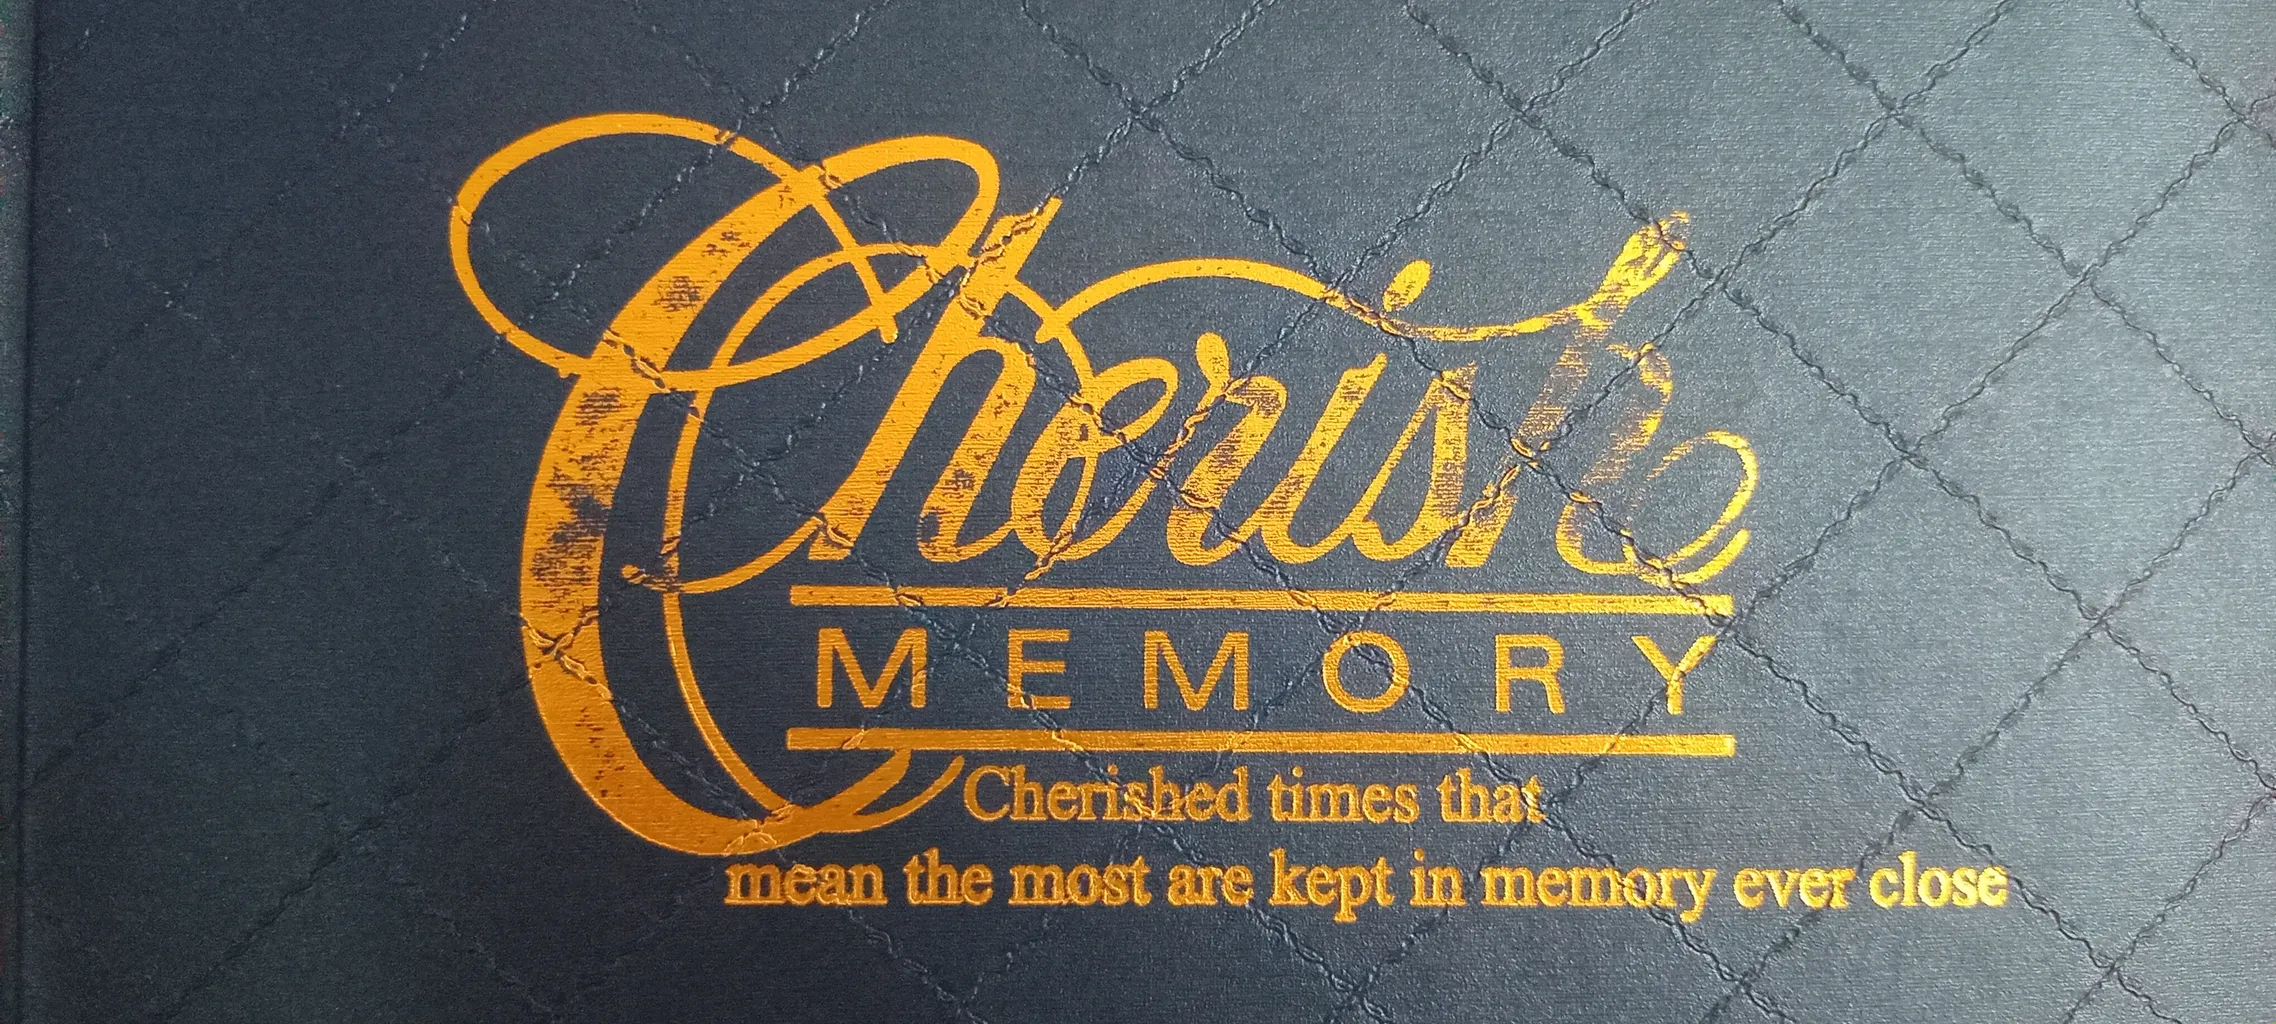 Cherish
MEMORY
Cherished times that
mean the most are kept in memory ever close